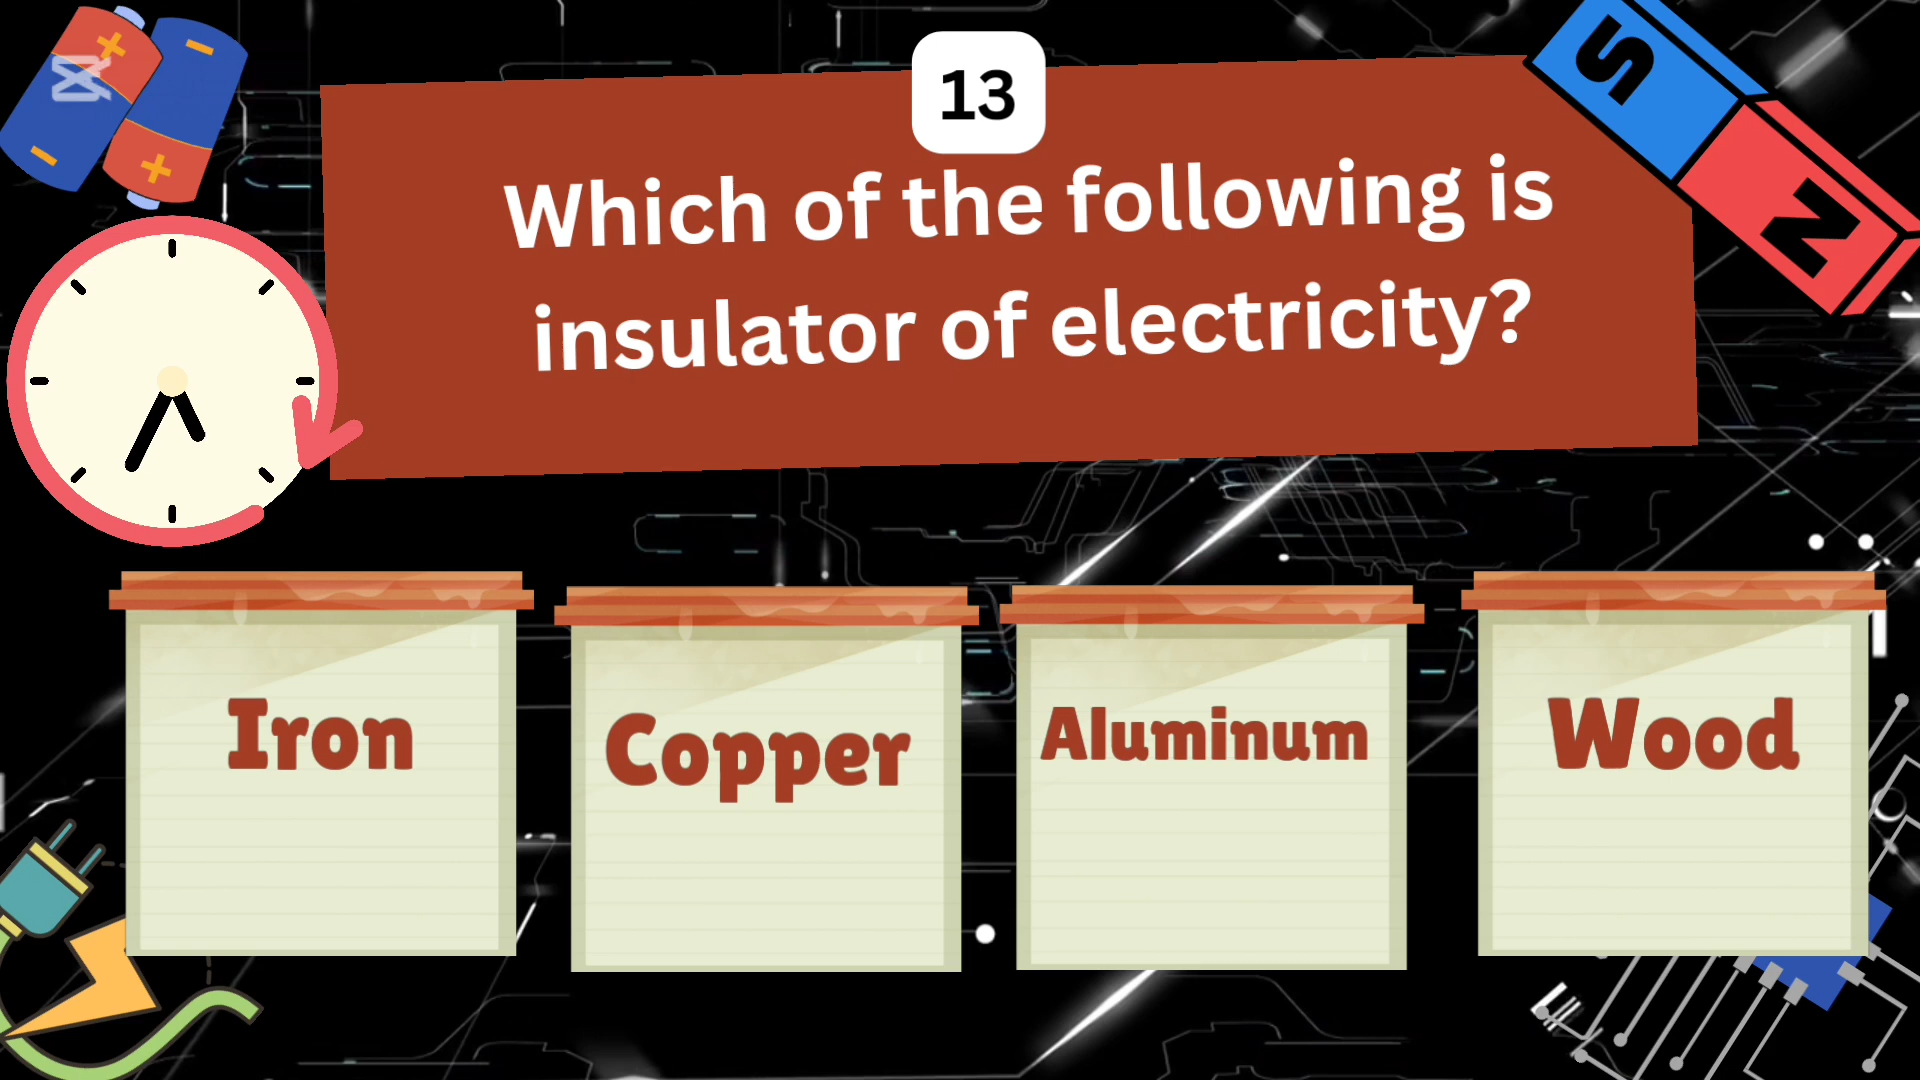 13
Which of the following is
insulator of electricity?
S
N
Iron
Copper
Aluminum
Wood